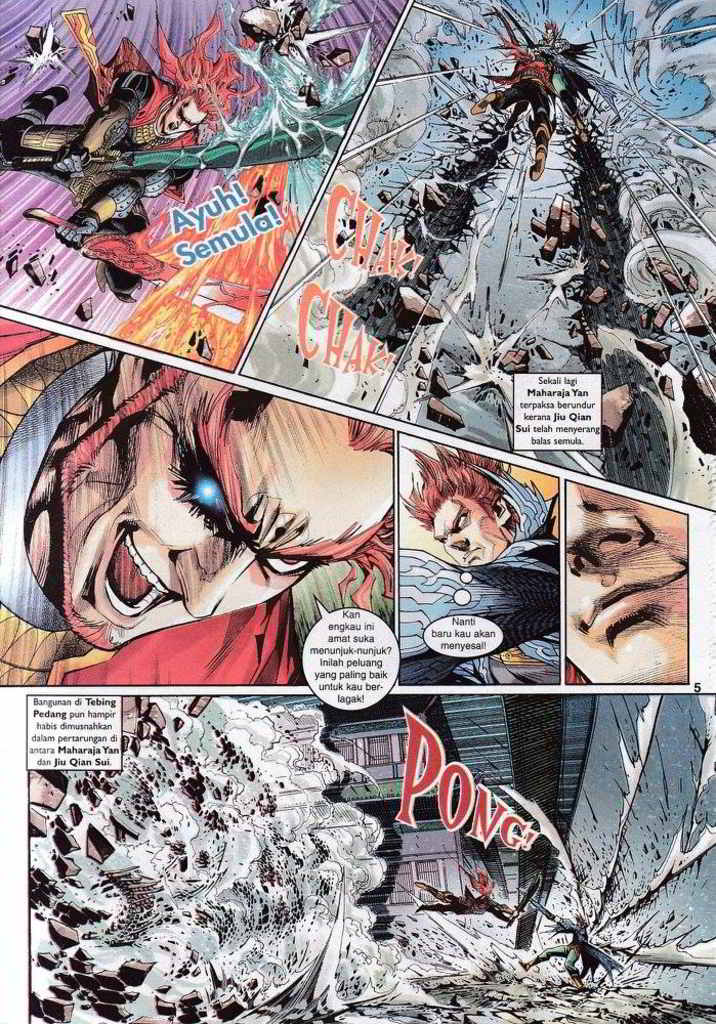 Ayuh!
Semula!
CHAK!
CHAK!
Sekali lagi
Maharaja Yan
terpaksa berundur
kerana Jiu Qian
Sui telah menyerang
balas semula.
Kan
engkau ini
amat suka
menunjuk-nunjuk?
Inilah peluang
yang paling baik
untuk kau ber-
lagak!
Nanti
baru kau akan
menyesal!
5
Bangunan di Tebing
Pedang pun hampir
habis dimusnahkan
dalam pertarungan di
antara Maharaja Yan
dan Jiu Qian Sui.
PONG!